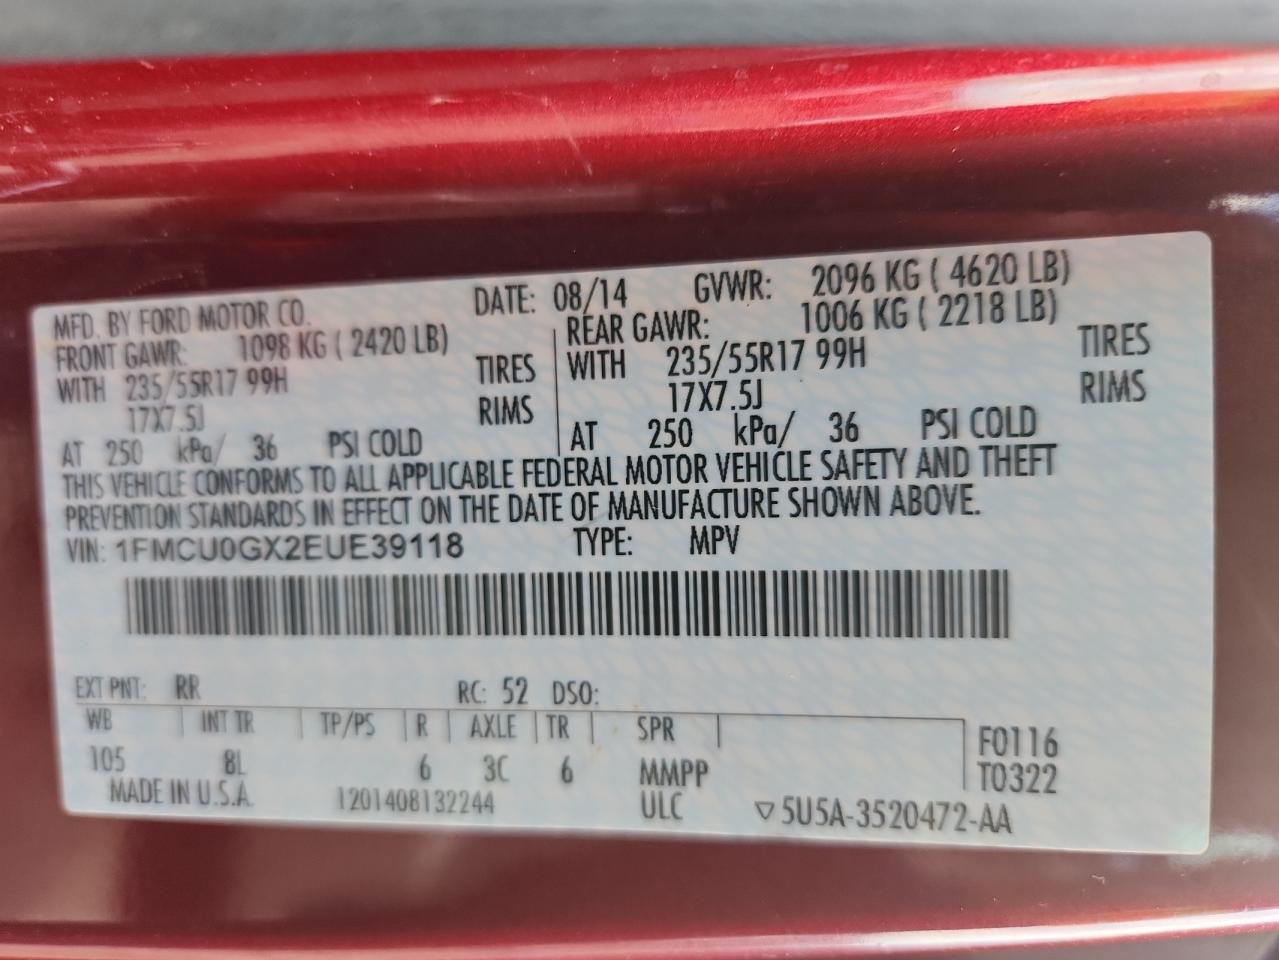 MFD. BY FORD MOTOR CO. DATE: 08/14 GVWR: 2096 KG ( 4620 LB)
FRONT GAWR: 1098 KG ( 2420 LB) REAR GAWR: 1006 KG ( 2218 LB)
WITH 235/55R17 99H TIRES WITH 235/55R17 99H TIRES
17X7.5J RIMS 17X7.5J RIMS
AT 250 kPa/ 36 PSI COLD AT 250 kPa/ 36 PSI COLD
THIS VEHICLE CONFORMS TO ALL APPLICABLE FEDERAL MOTOR VEHICLE SAFETY AND THEFT
PREVENTION STANDARDS IN EFFECT ON THE DATE OF MANUFACTURE SHOWN ABOVE.
VIN: 1FMCU0GX2EUE39118 TYPE: MPV
EXT PNT: RR RC: 52 DSO:
WB INT TR TP/PS R AXLE TR SPR F0116
105 8L 6 3C 6 MMPP T0322
MADE IN U.S.A. 1201408132244 ULC ▽5U5A-3520472-AA